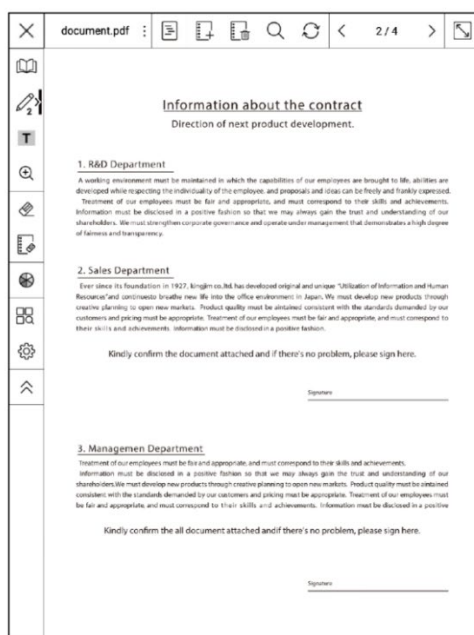 document.pdf
2/4
2
T
Information about the contract
Direction of next product development.
1. R&D Department
A working environment must be maintained in which the capabilities of our employees are brought to life, abilities are
developed while respecting the individuality of the employee, and proposals and ideas can be freely and frankly expressed.
Treatment of our employees must be fair and appropriate, and must correspond to their skills and achievements.
Information must be disclosed in a positive fashion so that we may always gain the trust and understanding of our
shareholders. We must strengthen corporate governance and operate under management that demonstrates a high degree
of fairness and transparency.
2. Sales Department
Ever since its foundation in 1927, kingjim co.,ltd. has developed original and unique "Utilization of Information and Human
Resources"and continuesto breathe new life into the office environment in Japan. We must develop new products through
creative planning to open new markets. Product quality must be aintained consistent with the standards demanded by our
customers and pricing must be appropriate. Treatment of our employees must be fair and appropriate, and must correspond to
their skills and achievements. Information must be disclosed in a positive fashion.
Kindly confirm the document attached and if there's no problem, please sign here.
Signature
3. Managemen Department
Treatment of our employees must be fair and appropriate, and must correspond to their skills and achievements.
Information must be disclosed in a positive fashion so that we may always gain the trust and understanding of our
shareholders.We must develop new products through creative planning to open new markets. Product quality must be aintained
consistent with the standards demanded by our customers and pricing must be appropriate. Treatment of our employees must
be fair and appropriate, and must correspond to their skills and achievements. Information must be disclosed in a positive
Kindly confirm the all document attached andif there's no problem, please sign here.
Signature